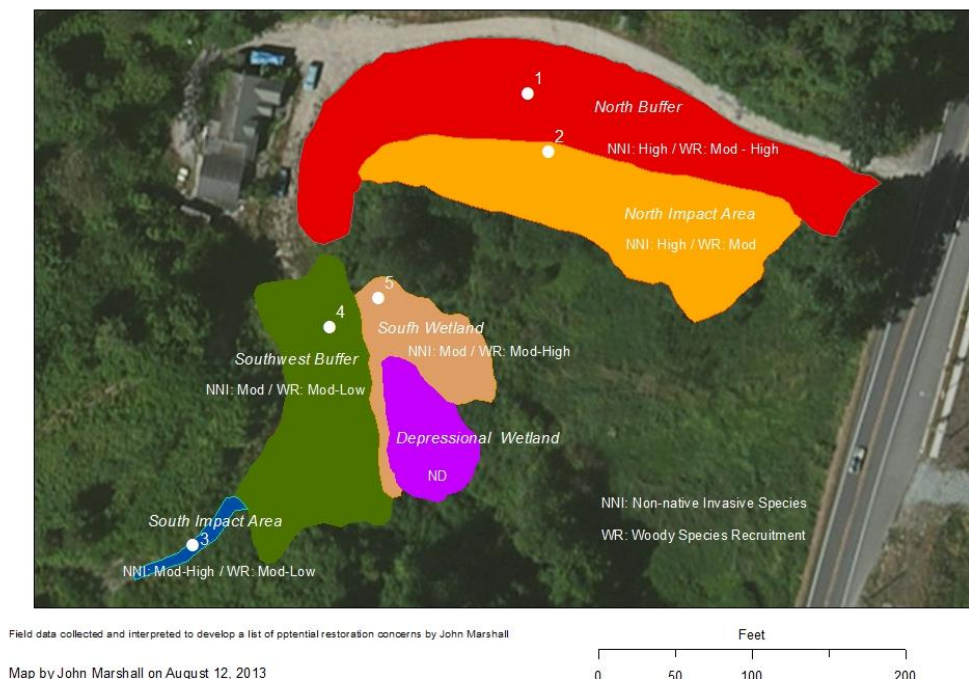 1
North Buffer
NNI: High / WR: Mod - High
2
North Impact Area
NNI: High / WR: Mod
5
4
Soufh Wetland
NNI: Mod / WR: Mod-High
Southwest Buffer
NNI: Mod / WR: Mod-Low
Depressional Wetland
ND
NNI: Non-native Invasive Species
WR: Woody Species Recruitment
South Impact Area
3
NNI: Mod-High / WR: Mod-Low
Field data collected and interpreted to develop a list of pptential restoration concerns by John Marshall
Map by John Marshall on August 12, 2013
Feet
0 50 100 200